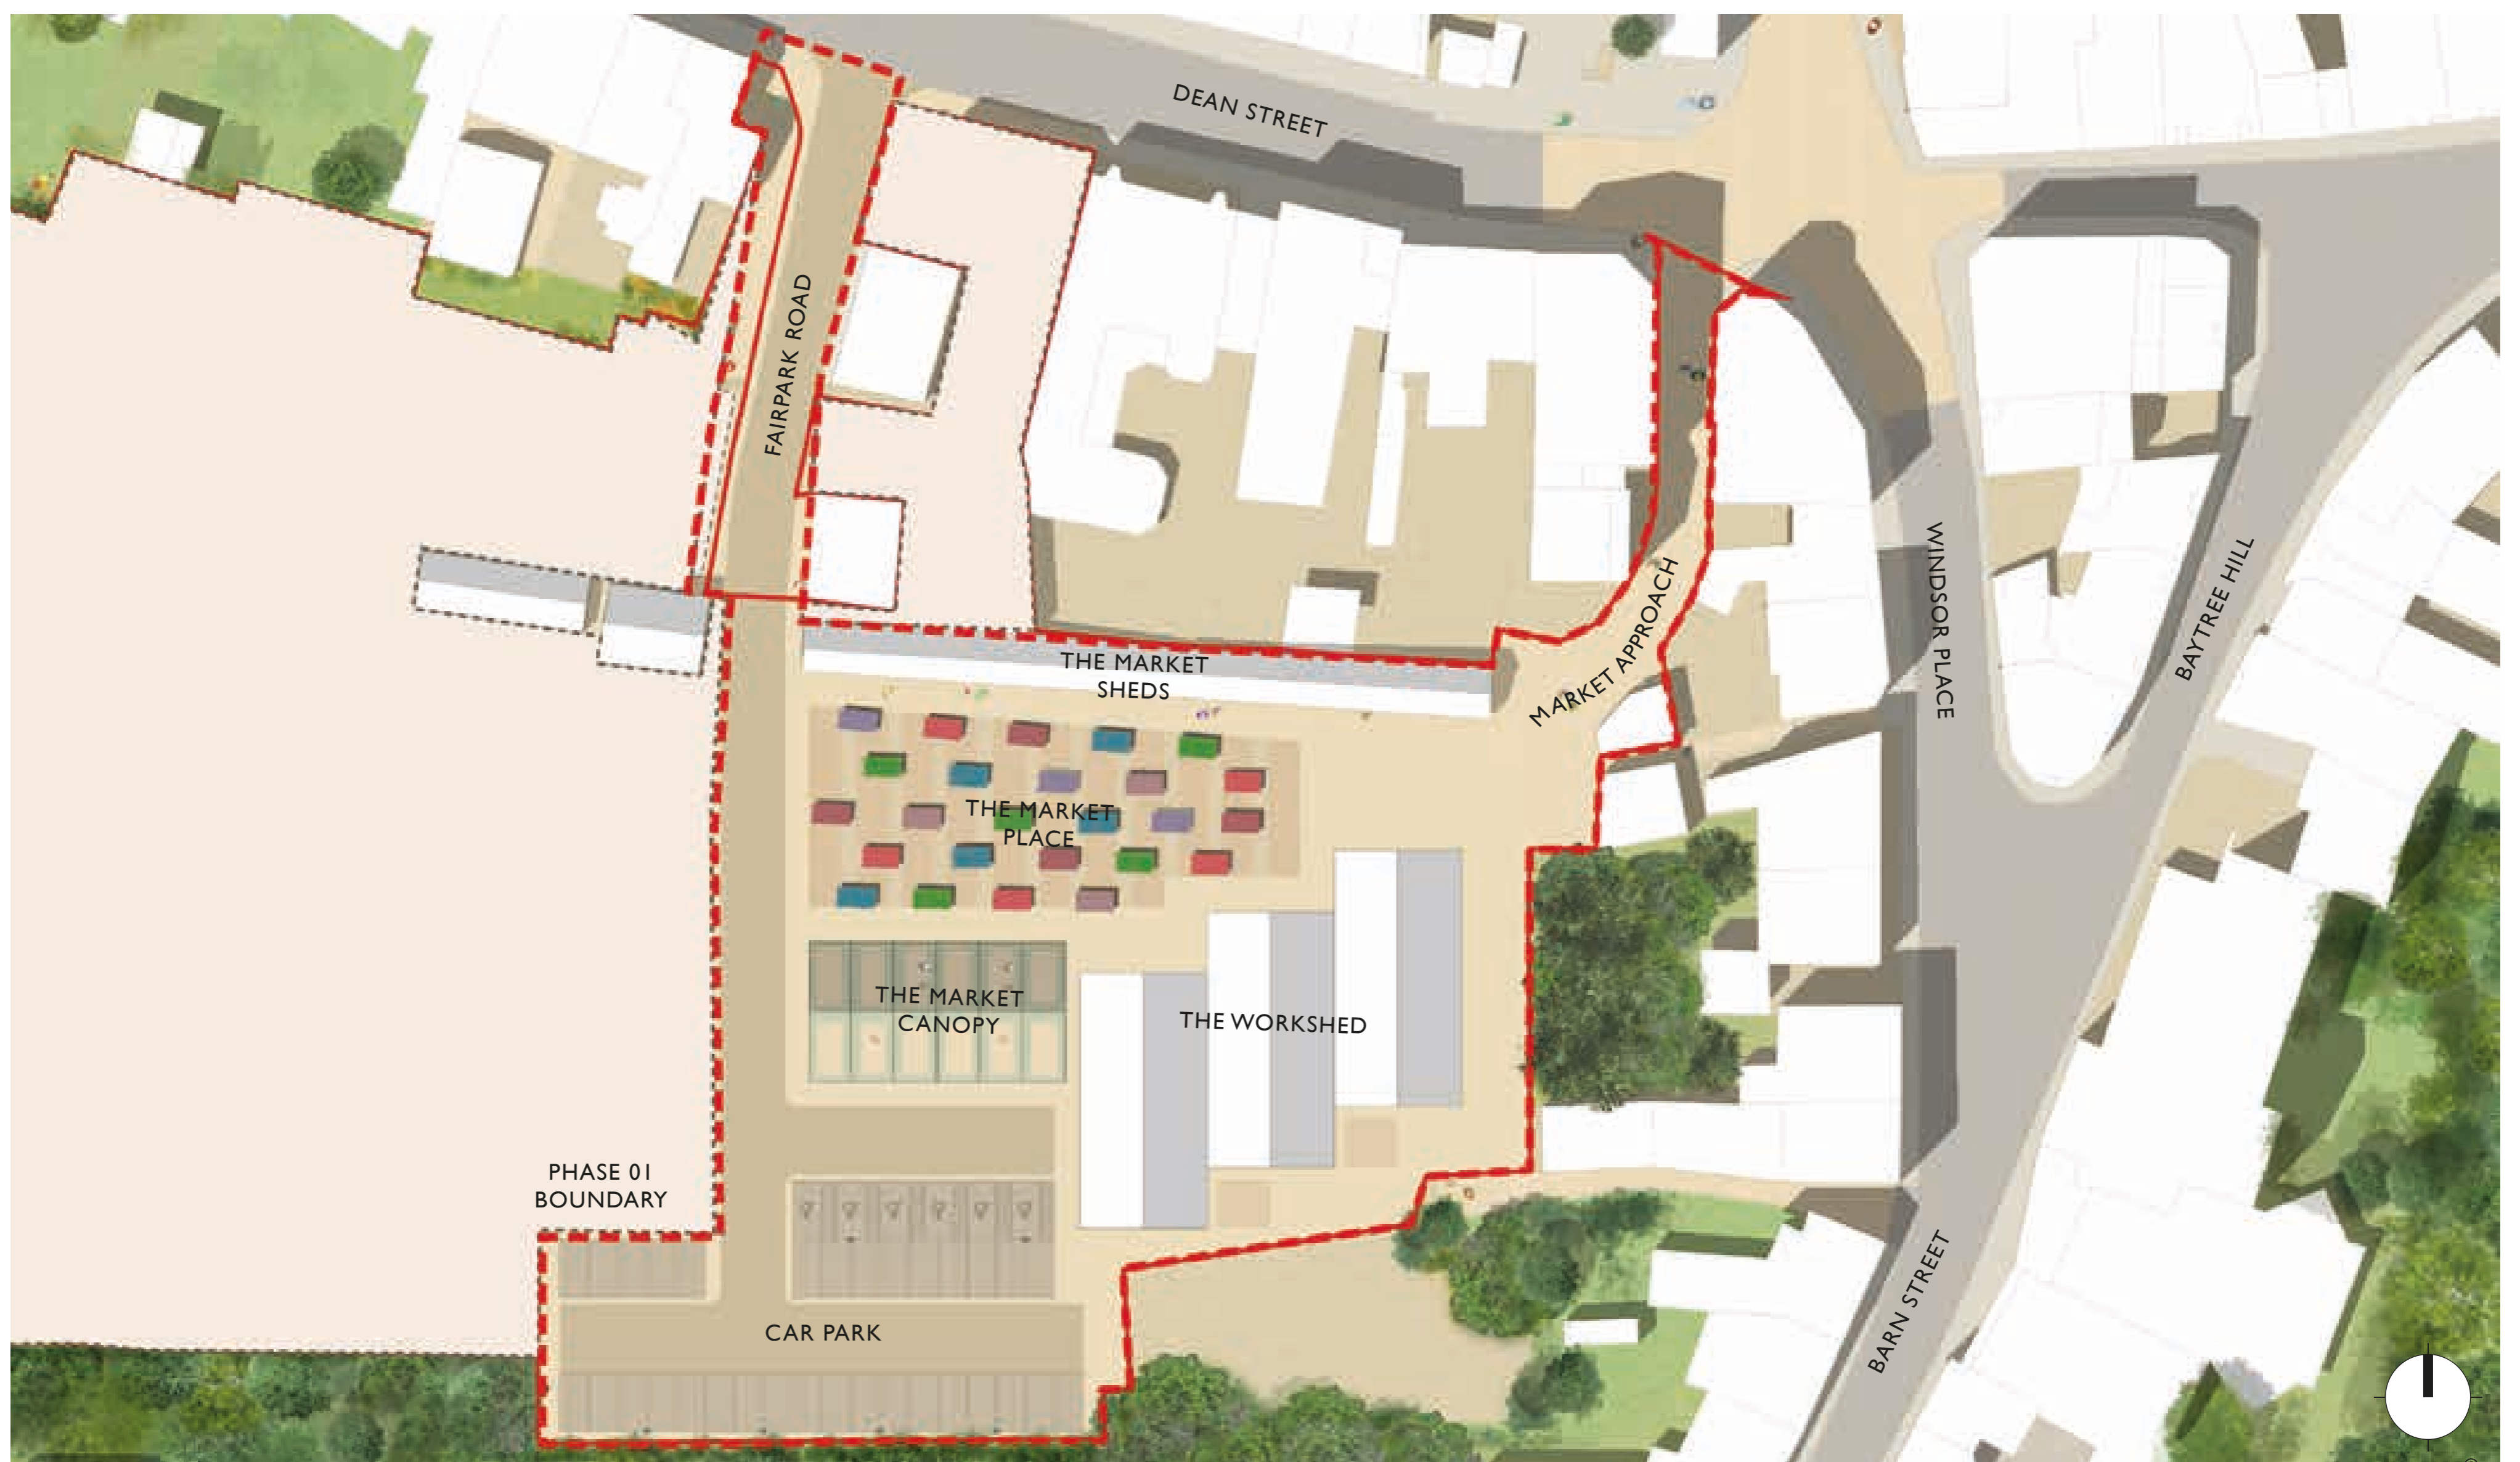 DEAN STREET
FAIRPARK ROAD
MARKET APPROACH
WINDSOR PLACE
BAYTREE HILL
THE MARKET
SHEDS
THE MARKET
PLACE
THE MARKET
CANOPY
THE WORKSHED
PHASE 01
BOUNDARY
CAR PARK
BARN STREET